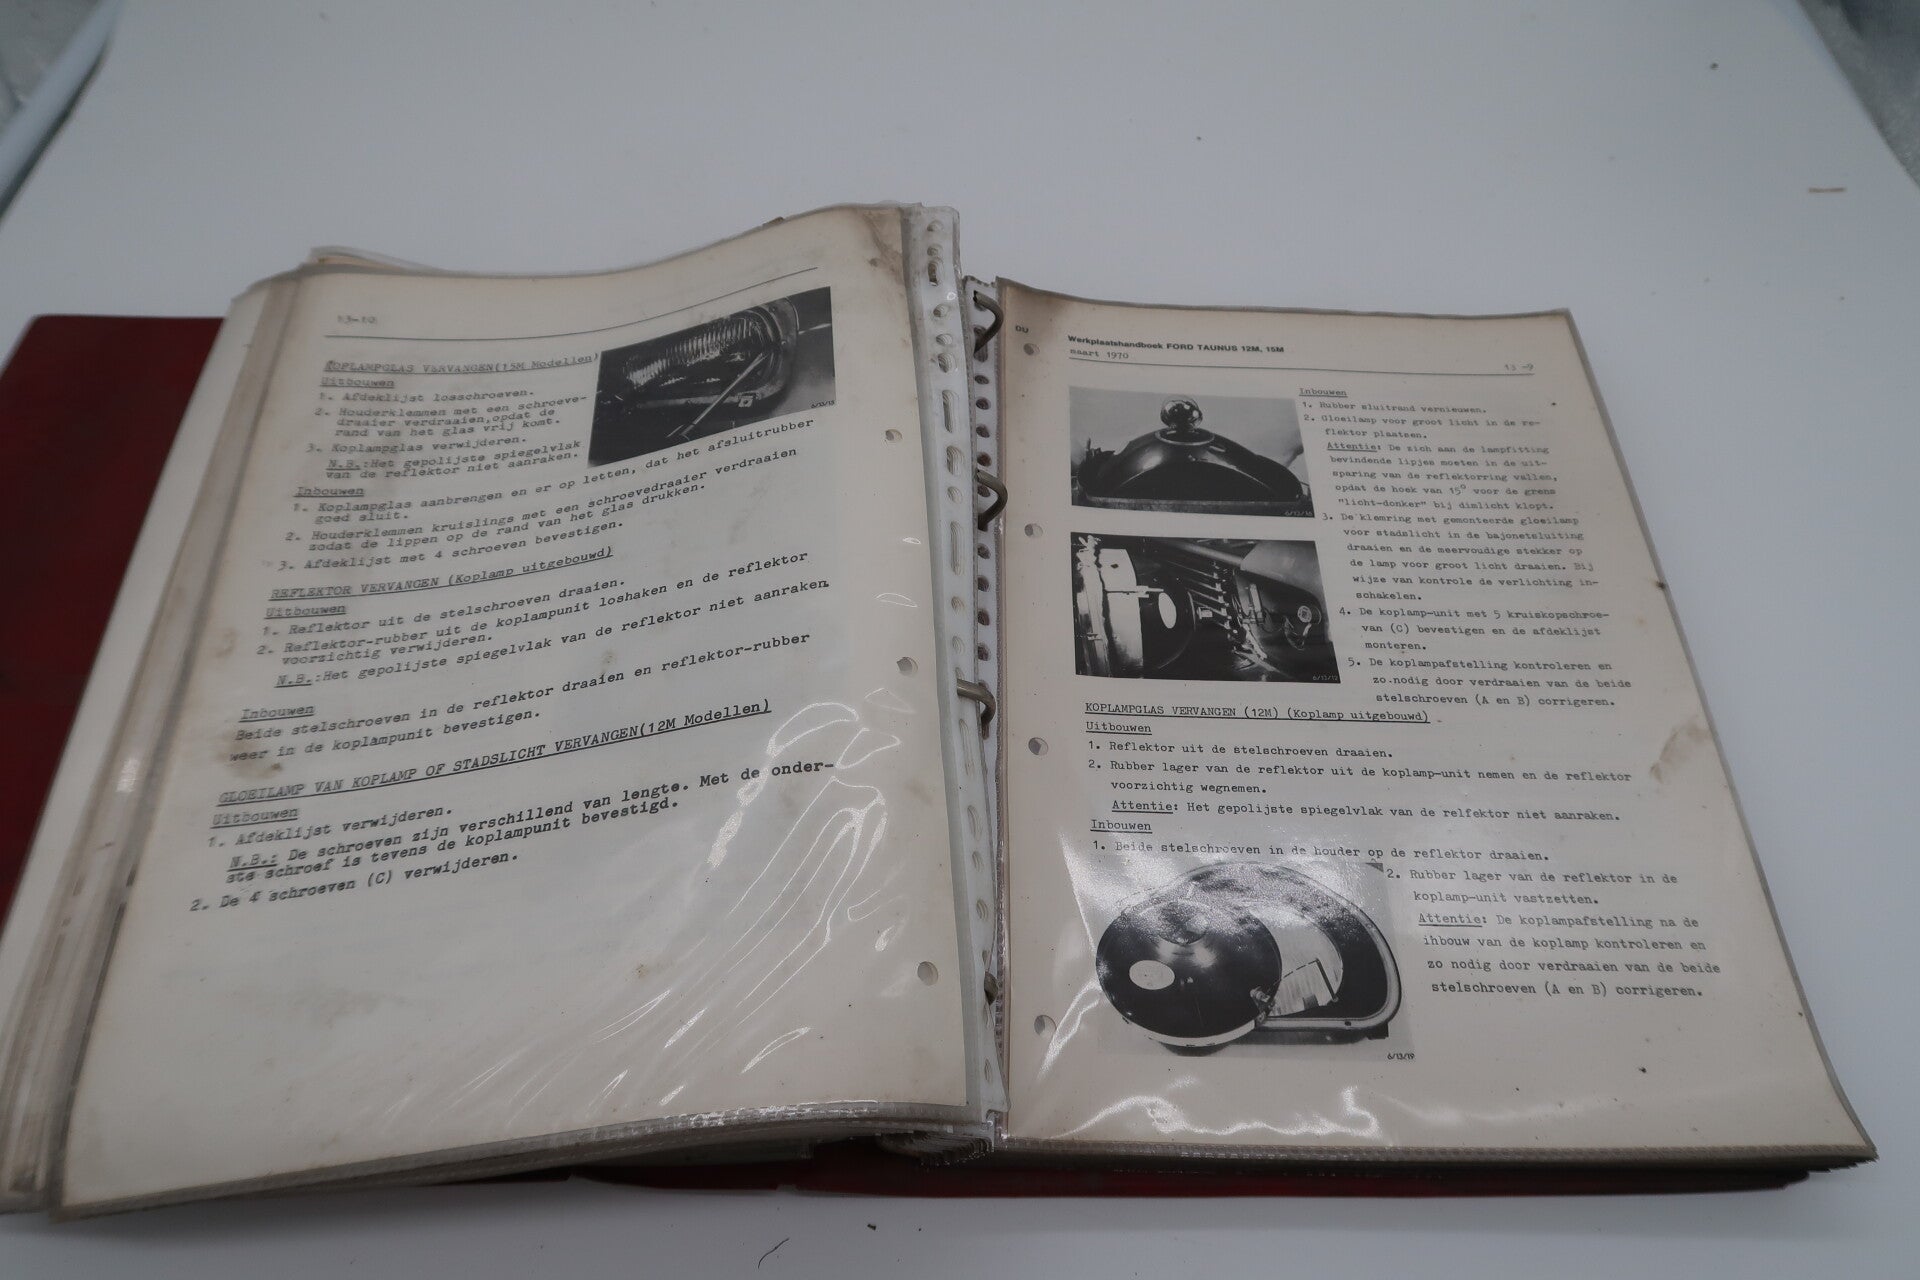 13-10
KOPLAMPGLAS VERVANGEN(15M Modellen)
Uitbouwen
1. Afdeklijst losschroeven.
2. Houderklemmen met een schroeve-
draaier verdraaien,opdat de
rand van het glas vrij komt.
3. Koplampglas verwijderen.
N.B.:Het gepolijste spiegelvlak
van de reflektor niet aanraken.
6/13/15
Inbouwen
1. Koplampglas aanbrengen en er op letten, dat het afsluitrubber
goed sluit.
2. Houderklemmen kruislings met een schroevedraaier verdraaien
zodat de lippen op de rand van het glas drukken.
3. Afdeklijst met 4 schroeven bevestigen.
REFLEKTOR VERVANGEN (Koplamp uitgebouwd)
Uitbouwen
1. Reflektor uit de stelschroeven draaien.
2. Reflektor-rubber uit de koplampunit loshaken en de reflektor
voorzichtig verwijderen.
N.B.:Het gepolijste spiegelvlak van de reflektor niet aanraken.
Inbouwen
Beide stelschroeven in de reflektor draaien en reflektor-rubber
weer in de koplampunit bevestigen.
GLOEILAMP VAN KOPLAMP OF STADSLICHT VERVANGEN(12M Modellen)
Uitbouwen
1. Afdeklijst verwijderen.
N.B.: De schroeven zijn verschillend van lengte. Met de onder-
ste schroef is tevens de koplampunit bevestigd.
2. De 4 schroeven (C) verwijderen.
DU
Werkplaatshandboek FORD TAUNUS 12M, 15M
maart 1970
13 -9
Inbouwen
1. Rubber sluitrand vernieuwen.
2. Gloeilamp voor groot licht in de re-
flektor plaatsen.
Attentie: De zich aan de lampfitting
bevindende lipjes moeten in de uit-
sparing van de reflektorring vallen,
opdat de hoek van 15° voor de grens
"licht-donker" bij dimlicht klopt.
6/13/16
3. De klemring met gemonteerde gloeilamp
voor stadslicht in de bajonetsluiting
draaien en de meervoudige stekker op
de lamp voor groot licht draaien. Bij
wijze van kontrole de verlichting in-
schakelen.
4. De koplamp-unit met 5 kruiskopschroe-
van (C) bevestigen en de afdeklijst
monteren.
5. De koplampafstelling kontroleren en
zo.nodig door verdraaien van de beide
stelschroeven (A en B) corrigeren.
6/13/12
KOPLAMPGLAS VERVANGEN (12M) (Koplamp uitgebouwd)
Uitbouwen
1. Reflektor uit de stelschroeven draaien.
2. Rubber lager van de reflektor uit de koplamp-unit nemen en de reflektor
voorzichtig wegnemen.
Attentie: Het gepolijste spiegelvlak van de relfektor niet aanraken.
Inbouwen
1. Beide stelschroeven in de houder op de reflektor draaien.
2. Rubber lager van de reflektor in de
koplamp-unit vastzetten.
Attentie: De koplampafstelling na de
ihbouw van de koplamp kontroleren en
zo nodig door verdraaien van de beide
stelschroeven (A en B) corrigeren.
6/13/19